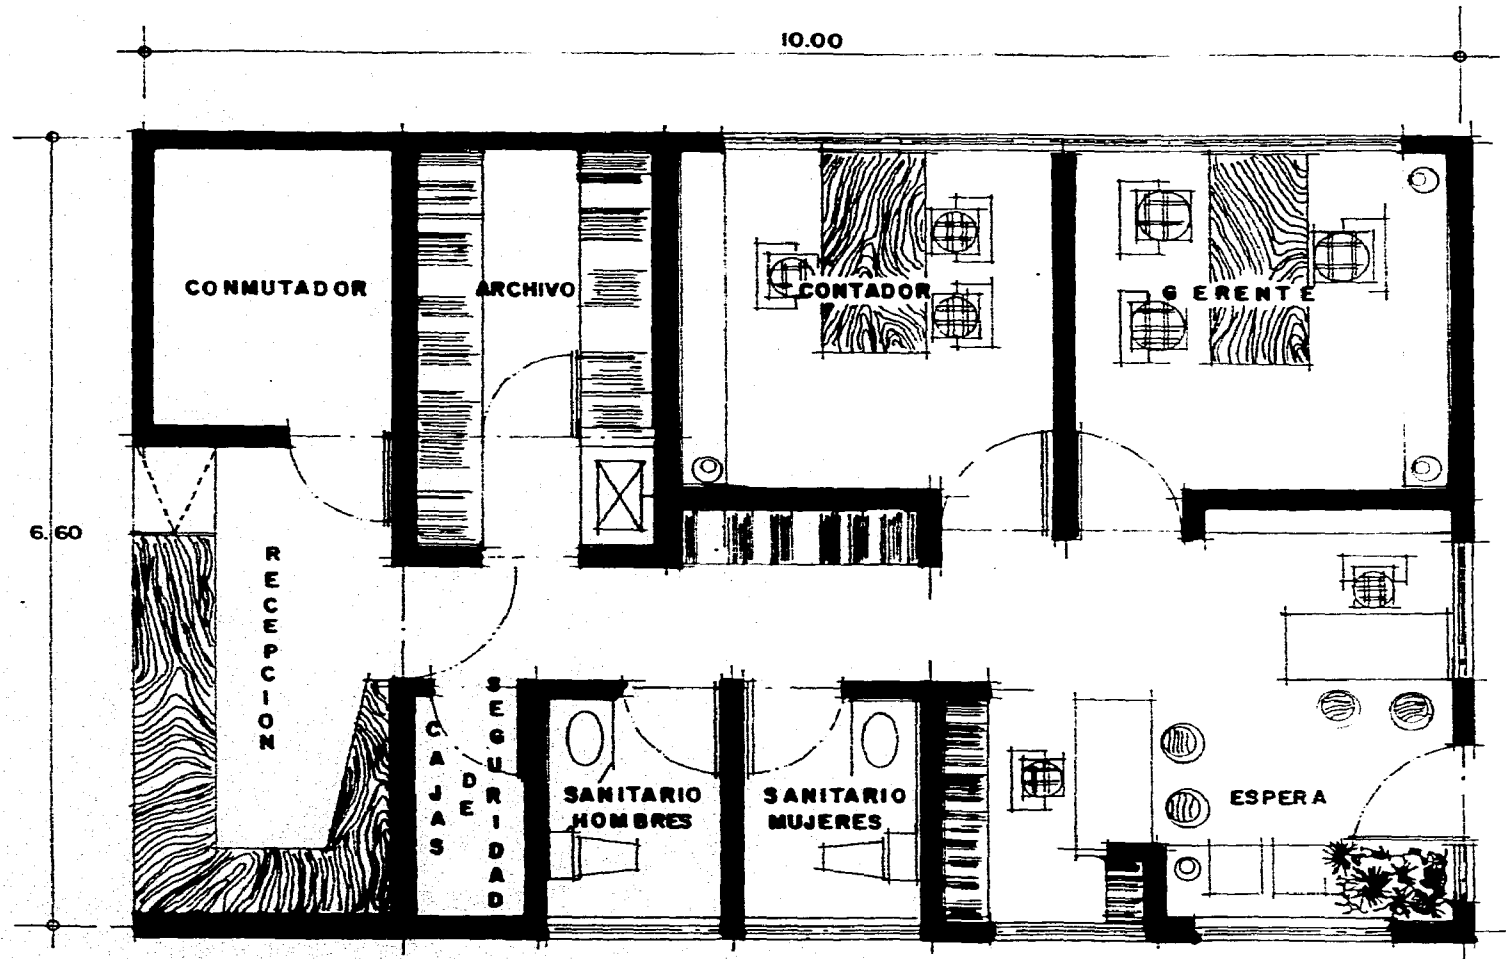 10.00
CONMUTADOR
ARCHIVO
CONTADOR
GERENTE
6.60
RECEPCION
CAJAS
DE
SEGURIDAD
SANITARIO
HOMBRES
SANITARIO
MUJERES
ESPERA